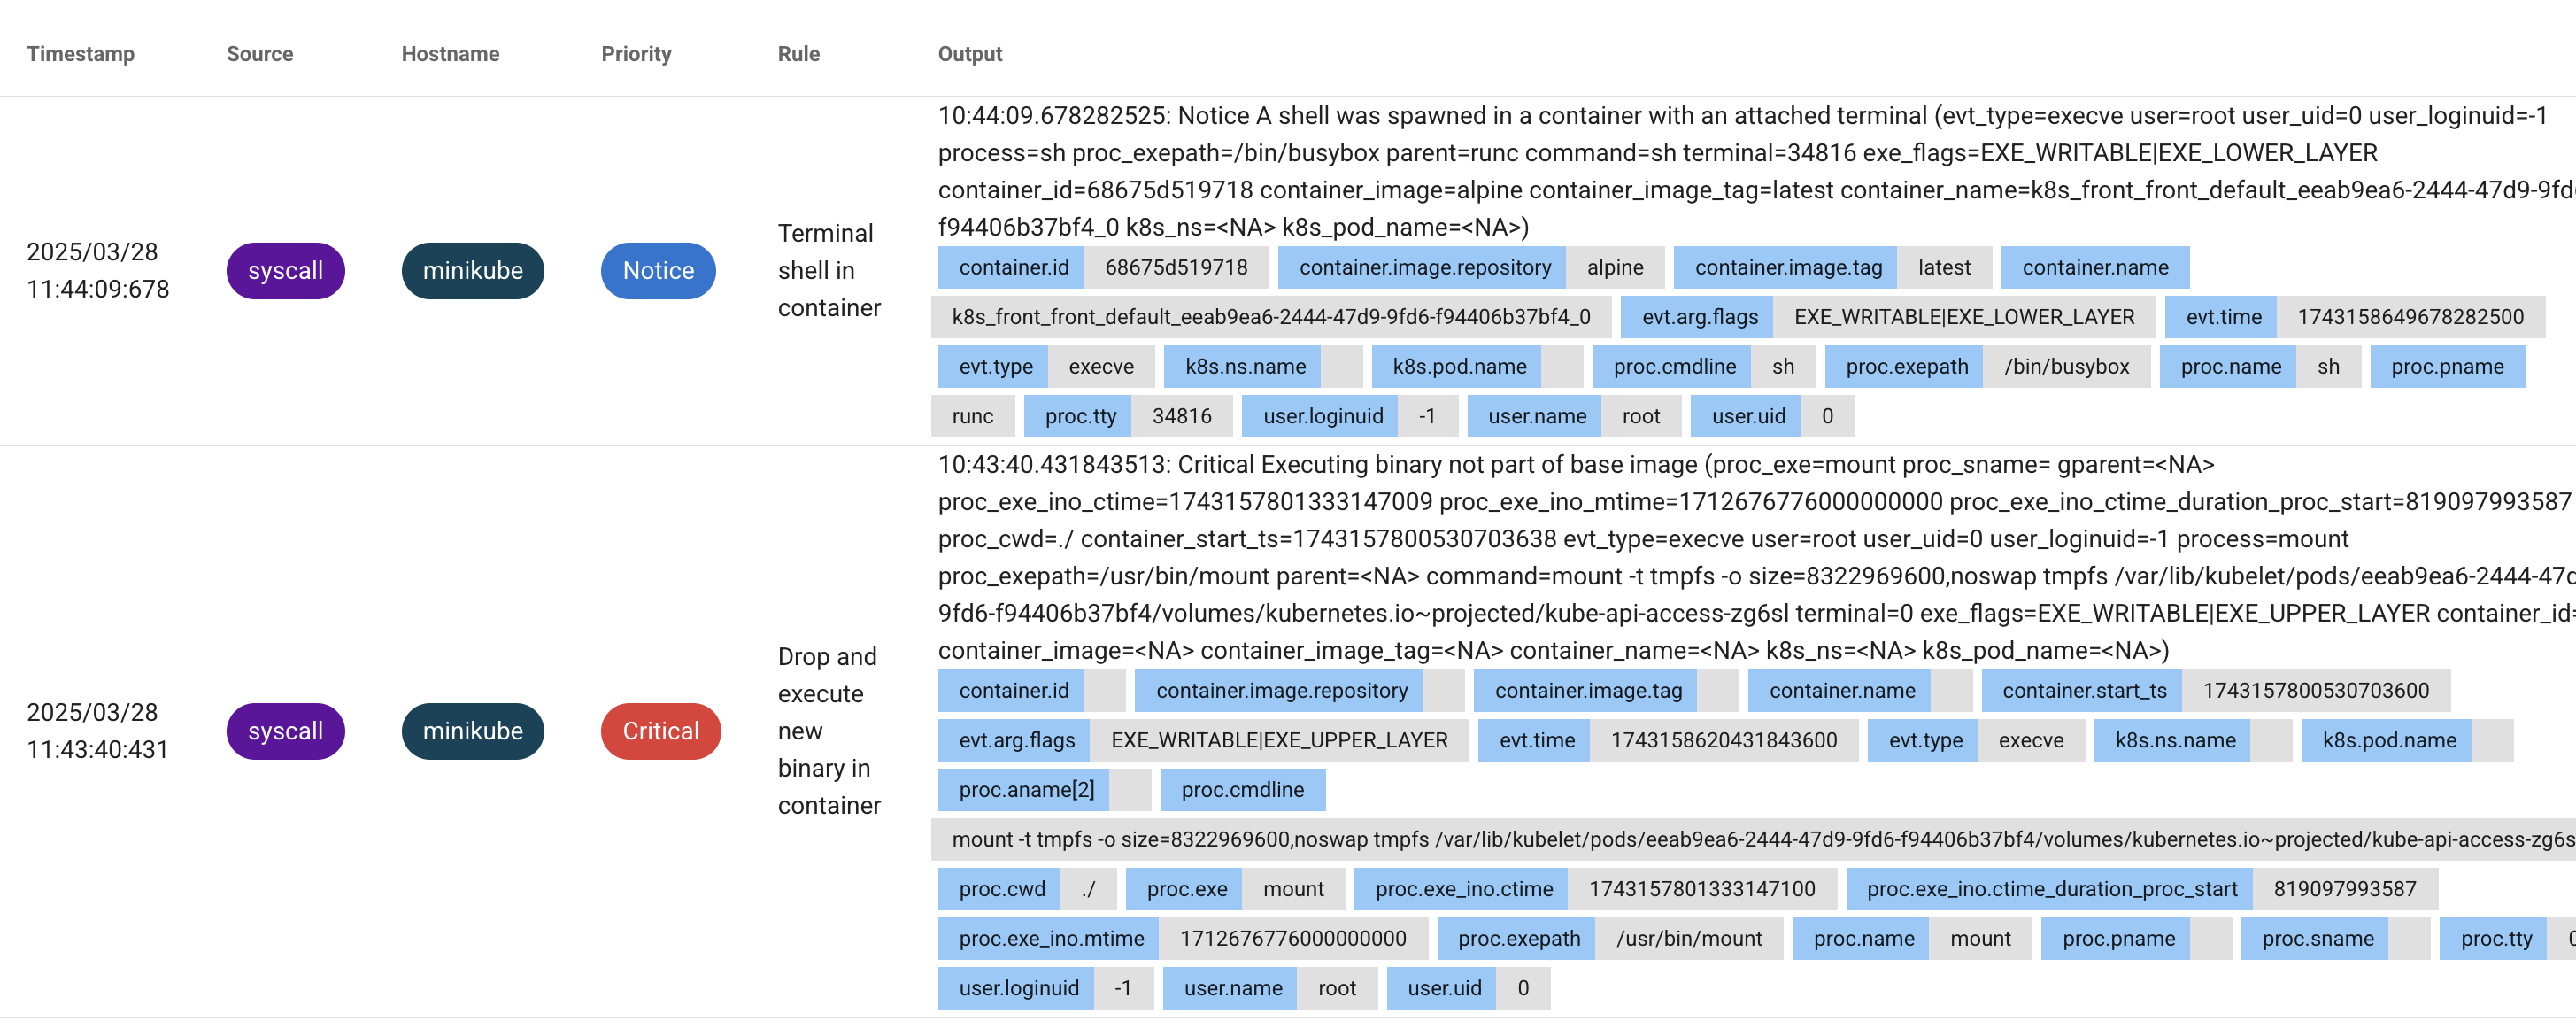 Timestamp Source Hostname Priority Rule Output
2025/03/28
11:44:09:678
syscall
minikube
Notice
Terminal
shell in
container
10:44:09.678282525: Notice A shell was spawned in a container with an attached terminal (evt_type=execve user=root user_uid=0 user_loginuid=-1
process=sh proc_exepath=/bin/busybox parent=runc command=sh terminal=34816 exe_flags=EXE_WRITABLE|EXE_LOWER_LAYER
container_id=68675d519718 container_image=alpine container_image_tag=latest container_name=k8s_front_front_default_eeab9ea6-2444-47d9-9fd
f94406b37bf4_0 k8s_ns=<NA> k8s_pod_name=<NA>)
container.id 68675d519718 container.image.repository alpine container.image.tag latest container.name
k8s_front_front_default_eeab9ea6-2444-47d9-9fd6-f94406b37bf4_0 evt.arg.flags EXE_WRITABLE|EXE_LOWER_LAYER evt.time 1743158649678282500
evt.type execve k8s.ns.name k8s.pod.name proc.cmdline sh proc.exepath /bin/busybox proc.name sh proc.pname
runc proc.tty 34816 user.loginuid -1 user.name root user.uid 0
2025/03/28
11:43:40:431
syscall
minikube
Critical
Drop and
execute
new
binary in
container
10:43:40.431843513: Critical Executing binary not part of base image (proc_exe=mount proc_sname= gparent=<NA>
proc_exe_ino_ctime=1743157801333147009 proc_exe_ino_mtime=1712676776000000000 proc_exe_ino_ctime_duration_proc_start=819097993587
proc_cwd=./ container_start_ts=1743157800530703638 evt_type=execve user=root user_uid=0 user_loginuid=-1 process=mount
proc_exepath=/usr/bin/mount parent=<NA> command=mount -t tmpfs -o size=8322969600,noswap tmpfs /var/lib/kubelet/pods/eeab9ea6-2444-47d
9fd6-f94406b37bf4/volumes/kubernetes.io~projected/kube-api-access-zg6sl terminal=0 exe_flags=EXE_WRITABLE|EXE_UPPER_LAYER container_id=
container_image=<NA> container_image_tag=<NA> container_name=<NA> k8s_ns=<NA> k8s_pod_name=<NA>)
container.id container.image.repository container.image.tag container.name container.start_ts 1743157800530703600
evt.arg.flags EXE_WRITABLE|EXE_UPPER_LAYER evt.time 1743158620431843600 evt.type execve k8s.ns.name k8s.pod.name
proc.aname[2] proc.cmdline
mount -t tmpfs -o size=8322969600,noswap tmpfs /var/lib/kubelet/pods/eeab9ea6-2444-47d9-9fd6-f94406b37bf4/volumes/kubernetes.io~projected/kube-api-access-zg6s
proc.cwd ./ proc.exe mount proc.exe_ino.ctime 1743157801333147100 proc.exe_ino.ctime_duration_proc_start 819097993587
proc.exe_ino.mtime 1712676776000000000 proc.exepath /usr/bin/mount proc.name mount proc.pname proc.sname proc.tty 0
user.loginuid -1 user.name root user.uid 0